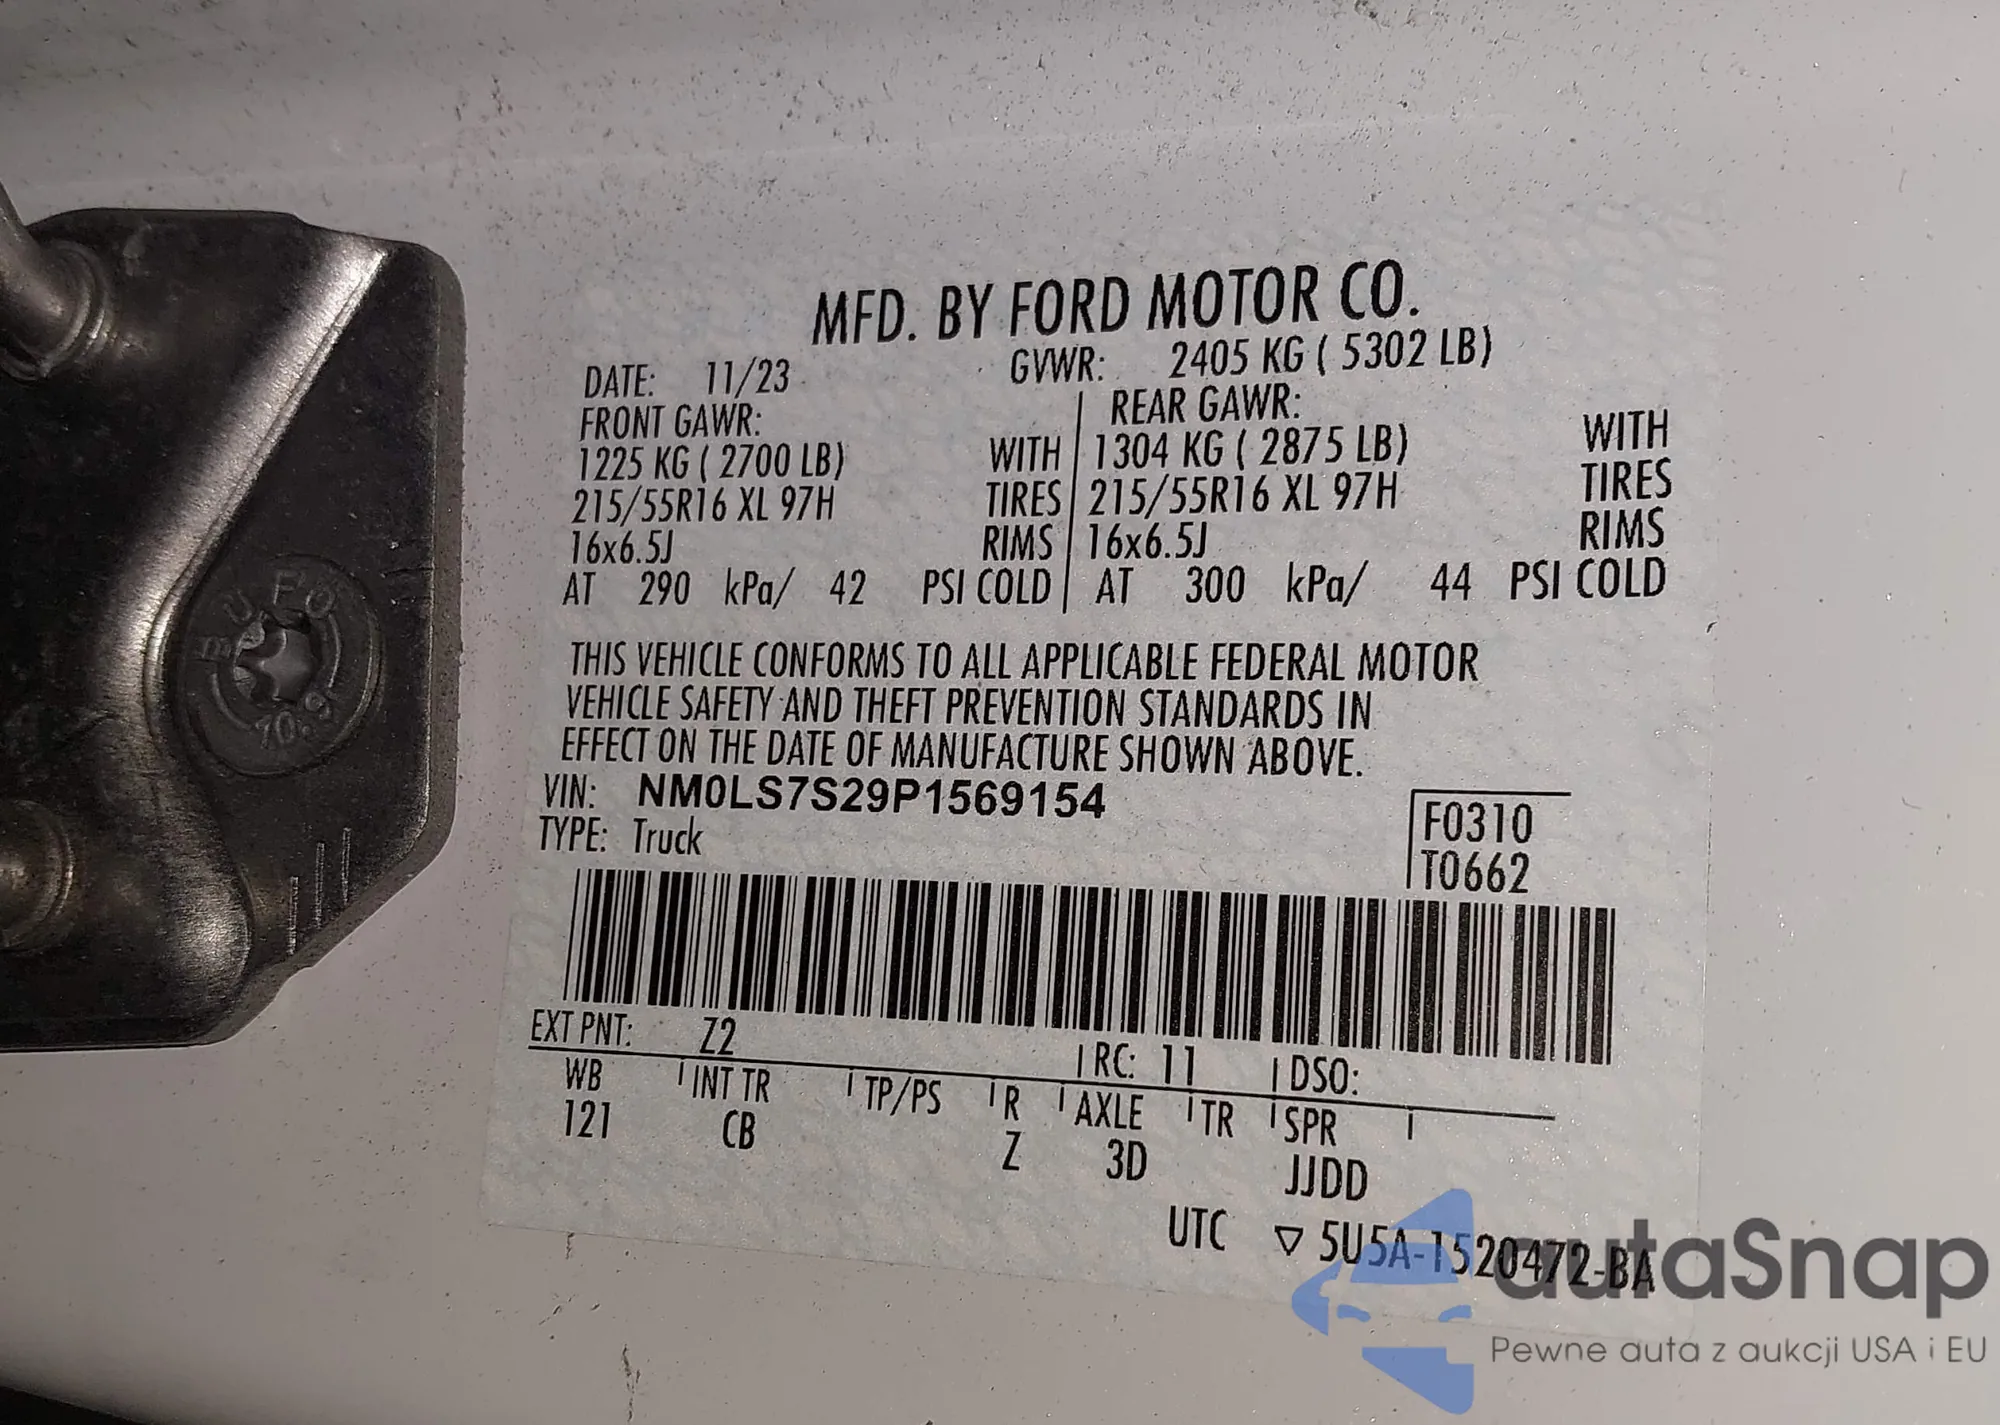 MFD. BY FORD MOTOR CO.
DATE: 11/23 GVWR: 2405 KG ( 5302 LB)
FRONT GAWR: REAR GAWR:
1225 KG ( 2700 LB) WITH 1304 KG ( 2875 LB) WITH
215/55R16 XL 97H TIRES 215/55R16 XL 97H TIRES
16x6.5J RIMS 16x6.5J RIMS
AT 290 kPa/ 42 PSI COLD AT 300 kPa/ 44 PSI COLD
THIS VEHICLE CONFORMS TO ALL APPLICABLE FEDERAL MOTOR
VEHICLE SAFETY AND THEFT PREVENTION STANDARDS IN
EFFECT ON THE DATE OF MANUFACTURE SHOWN ABOVE.
VIN: NM0LS7S29P1569154
F0310
TYPE: Truck
T0662
EXT PNT: Z2 RC: 11 DSO:
WB INT TR TP/PS R AXLE TR SPR
121 CB Z 3D JJDD
UTC ▽ 5U5A-1520472-BA
BUFO
10.9
autaSnap
Pewne auta z aukcji USA i EU